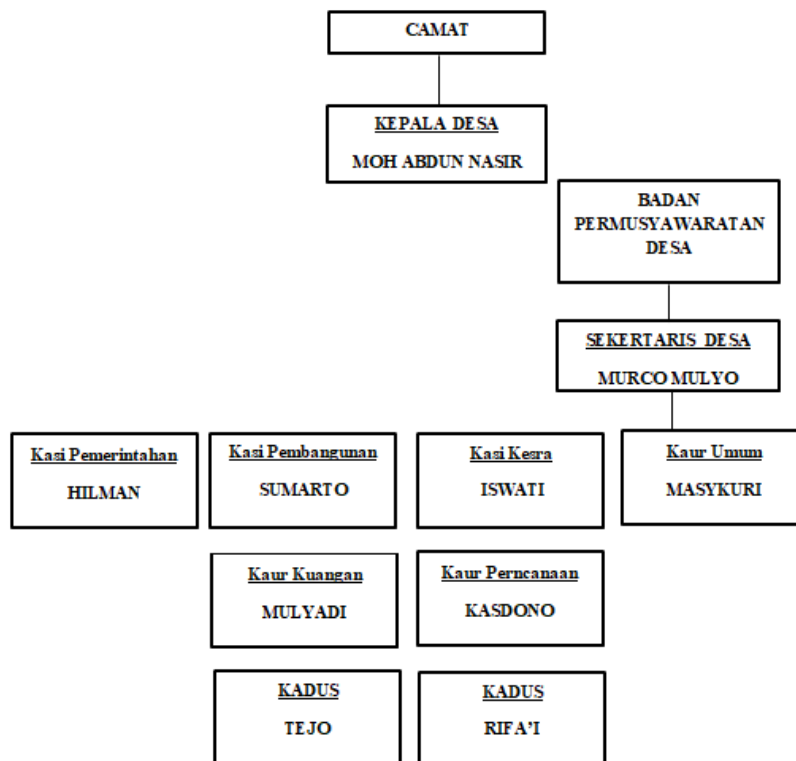 CAMAT
KEPALA DESA
MOH ABDUN NASIR
BADAN
PERMUSYAWARATAN
DESA
SEKERTARIS DESA
MURCO MULYO
Kasi Pemerintahan
HILMAN
Kasi Pembangunan
SUMARTO
Kasi Kesra
ISWATI
Kaur Umum
MASYKURI
Kaur Kuangan
MULYADI
Kaur Perncanaan
KASDONO
KADUS
TEJO
KADUS
RIFA'I